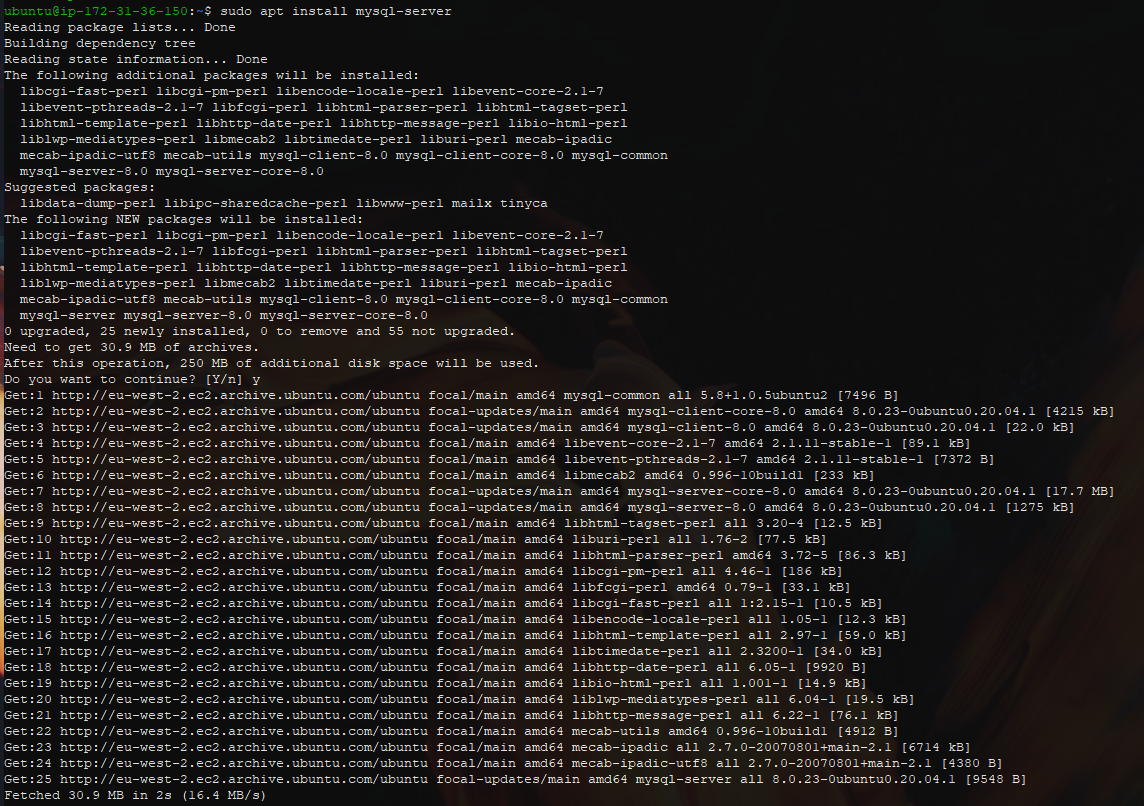 ubuntu@ip-172-31-36-150:~$ sudo apt install mysql-server
Reading package lists... Done
Building dependency tree
Reading state information... Done
The following additional packages will be installed:
  libcgi-fast-perl libcgi-pm-perl libencode-locale-perl libevent-core-2.1-7
  libevent-pthreads-2.1-7 libfcgi-perl libhtml-parser-perl libhtml-tagset-perl
  libhtml-template-perl libhttp-date-perl libhttp-message-perl libio-html-perl
  liblwp-mediatypes-perl libmecab2 libtimedate-perl liburi-perl mecab-ipadic
  mecab-ipadic-utf8 mecab-utils mysql-client-8.0 mysql-client-core-8.0 mysql-common
  mysql-server-8.0 mysql-server-core-8.0
Suggested packages:
  libdata-dump-perl libipc-sharedcache-perl libwww-perl mailx tinyca
The following NEW packages will be installed:
  libcgi-fast-perl libcgi-pm-perl libencode-locale-perl libevent-core-2.1-7
  libevent-pthreads-2.1-7 libfcgi-perl libhtml-parser-perl libhtml-tagset-perl
  libhtml-template-perl libhttp-date-perl libhttp-message-perl libio-html-perl
  liblwp-mediatypes-perl libmecab2 libtimedate-perl liburi-perl mecab-ipadic
  mecab-ipadic-utf8 mecab-utils mysql-client-8.0 mysql-client-core-8.0 mysql-common
  mysql-server mysql-server-8.0 mysql-server-core-8.0
0 upgraded, 25 newly installed, 0 to remove and 55 not upgraded.
Need to get 30.9 MB of archives.
After this operation, 250 MB of additional disk space will be used.
Do you want to continue? [Y/n] y
Get:1 http://eu-west-2.ec2.archive.ubuntu.com/ubuntu focal/main amd64 mysql-common all 5.8+1.0.5ubuntu2 [7496 B]
Get:2 http://eu-west-2.ec2.archive.ubuntu.com/ubuntu focal-updates/main amd64 mysql-client-core-8.0 amd64 8.0.23-0ubuntu0.20.04.1 [4215 kB]
Get:3 http://eu-west-2.ec2.archive.ubuntu.com/ubuntu focal-updates/main amd64 mysql-client-8.0 amd64 8.0.23-0ubuntu0.20.04.1 [22.0 kB]
Get:4 http://eu-west-2.ec2.archive.ubuntu.com/ubuntu focal/main amd64 libevent-core-2.1-7 amd64 2.1.11-stable-1 [89.1 kB]
Get:5 http://eu-west-2.ec2.archive.ubuntu.com/ubuntu focal/main amd64 libevent-pthreads-2.1-7 amd64 2.1.11-stable-1 [7372 B]
Get:6 http://eu-west-2.ec2.archive.ubuntu.com/ubuntu focal/main amd64 libmecab2 amd64 0.996-10build1 [233 kB]
Get:7 http://eu-west-2.ec2.archive.ubuntu.com/ubuntu focal-updates/main amd64 mysql-server-core-8.0 amd64 8.0.23-0ubuntu0.20.04.1 [17.7 MB]
Get:8 http://eu-west-2.ec2.archive.ubuntu.com/ubuntu focal-updates/main amd64 mysql-server-8.0 amd64 8.0.23-0ubuntu0.20.04.1 [1275 kB]
Get:9 http://eu-west-2.ec2.archive.ubuntu.com/ubuntu focal/main amd64 libhtml-tagset-perl all 3.20-4 [12.5 kB]
Get:10 http://eu-west-2.ec2.archive.ubuntu.com/ubuntu focal/main amd64 liburi-perl all 1.76-2 [77.5 kB]
Get:11 http://eu-west-2.ec2.archive.ubuntu.com/ubuntu focal/main amd64 libhtml-parser-perl amd64 3.72-5 [86.3 kB]
Get:12 http://eu-west-2.ec2.archive.ubuntu.com/ubuntu focal/main amd64 libcgi-pm-perl all 4.46-1 [186 kB]
Get:13 http://eu-west-2.ec2.archive.ubuntu.com/ubuntu focal/main amd64 libfcgi-perl amd64 0.79-1 [33.1 kB]
Get:14 http://eu-west-2.ec2.archive.ubuntu.com/ubuntu focal/main amd64 libcgi-fast-perl all 1:2.15-1 [10.5 kB]
Get:15 http://eu-west-2.ec2.archive.ubuntu.com/ubuntu focal/main amd64 libencode-locale-perl all 1.05-1 [12.3 kB]
Get:16 http://eu-west-2.ec2.archive.ubuntu.com/ubuntu focal/main amd64 libhtml-template-perl all 2.97-1 [59.0 kB]
Get:17 http://eu-west-2.ec2.archive.ubuntu.com/ubuntu focal/main amd64 libtimedate-perl all 2.3200-1 [34.0 kB]
Get:18 http://eu-west-2.ec2.archive.ubuntu.com/ubuntu focal/main amd64 libhttp-date-perl all 6.05-1 [9920 B]
Get:19 http://eu-west-2.ec2.archive.ubuntu.com/ubuntu focal/main amd64 libio-html-perl all 1.001-1 [14.9 kB]
Get:20 http://eu-west-2.ec2.archive.ubuntu.com/ubuntu focal/main amd64 liblwp-mediatypes-perl all 6.04-1 [19.5 kB]
Get:21 http://eu-west-2.ec2.archive.ubuntu.com/ubuntu focal/main amd64 libhttp-message-perl all 6.22-1 [76.1 kB]
Get:22 http://eu-west-2.ec2.archive.ubuntu.com/ubuntu focal/main amd64 mecab-utils amd64 0.996-10build1 [4912 B]
Get:23 http://eu-west-2.ec2.archive.ubuntu.com/ubuntu focal/main amd64 mecab-ipadic all 2.7.0-20070801+main-2.1 [6714 kB]
Get:24 http://eu-west-2.ec2.archive.ubuntu.com/ubuntu focal/main amd64 mecab-ipadic-utf8 all 2.7.0-20070801+main-2.1 [4380 B]
Get:25 http://eu-west-2.ec2.archive.ubuntu.com/ubuntu focal-updates/main amd64 mysql-server all 8.0.23-0ubuntu0.20.04.1 [9548 B]
Fetched 30.9 MB in 2s (16.4 MB/s)